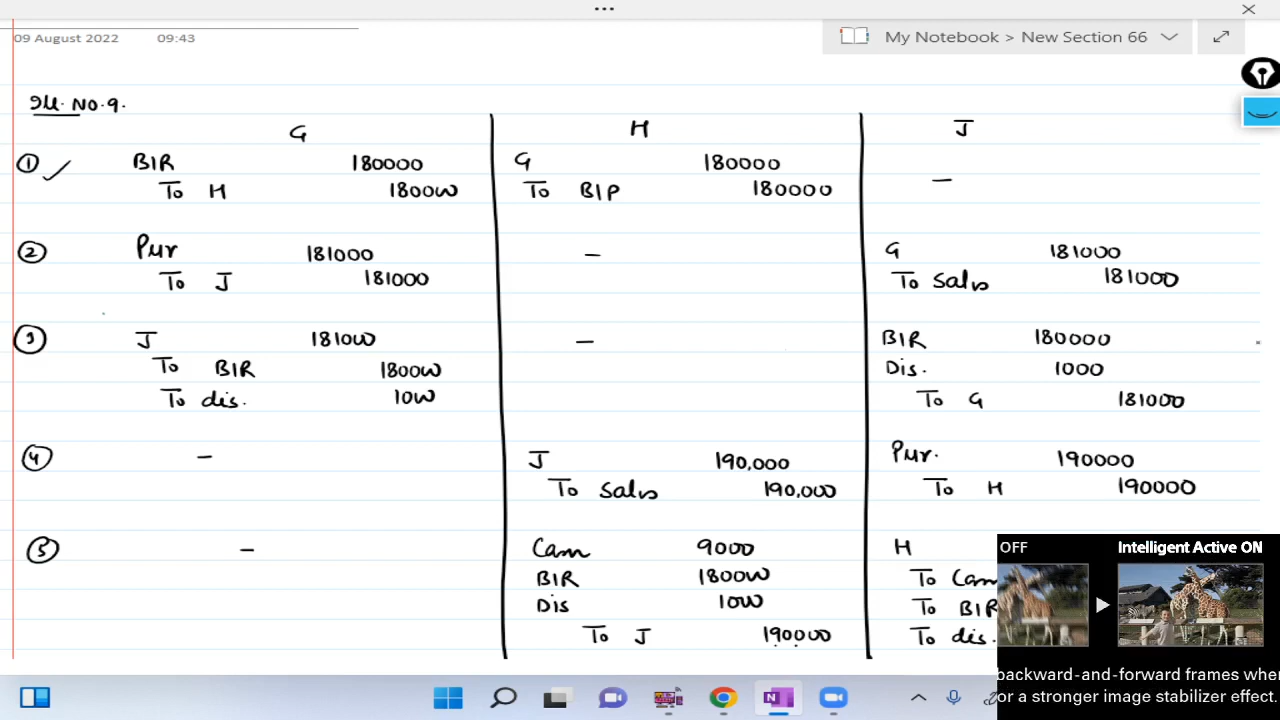 09 August 2022 09:43
My Notebook > New Section 66
Ill. No. 9.
G H J
① B/R 180000 G 180000 —
To H 180000 To B/P 180000
② Pur 181000 — G 181000
To J 181000 To Sales 181000
③ J 181000 — B/R 180000
To B/R 180000 Dis. 1000
To dis. 1000 To G 181000
④ — J 190,000 Pur. 190000
To Sales 190,000 To H 190000
⑤ — Cash 9000 H
B/R 180000 To Cash
Dis 1000 To B/R
To J 190000 To dis.
OFF Intelligent Active ON
backward-and-forward frames when
or a stronger image stabilizer effect.